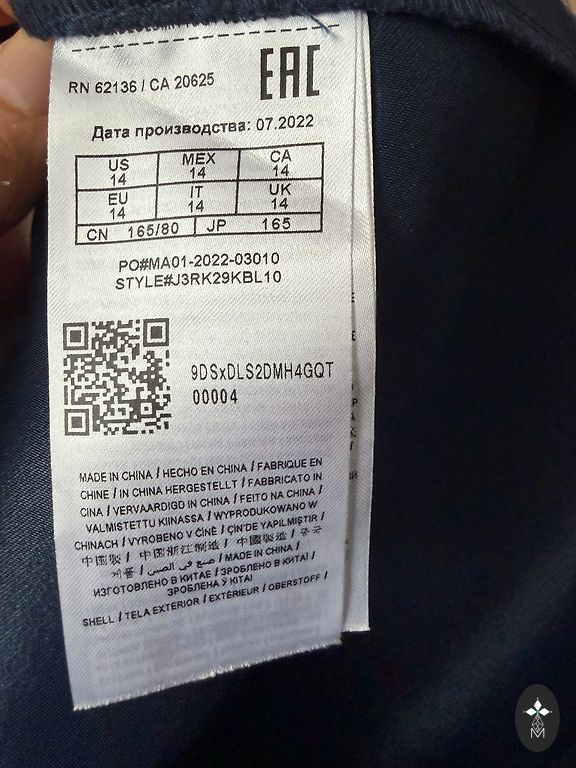 RN 62136 / CA 20625
EAC
Дата производства: 07.2022
US 14 MEX 14 CA 14
EU 14 IT 14 UK 14
CN 165/80 JP 165
PO#MA01-2022-03010
STYLE#J3RK29KBL10
9DSxDLS2DMH4GQT
00004
MADE IN CHINA / HECHO EN CHINA / FABRIQUE EN
CHINE / IN CHINA HERGESTELLT / FABBRICATO IN
CINA / VERVAARDIGD IN CHINA / FEITO NA CHINA /
VALMISTETTU KIINASSA / WYPRODUKOWANO W
CHINACH / VYROBENO V ČÍNĚ / ÇİN'DE YAPILMIŞTIR /
中国製 / 中国浙江制造 / 中國製造 / 중국
제품 / صنع في الصين / MADE IN CHINA /
ИЗГОТОВЛЕНО В КИТАЕ / ЗРОБЛЕНО В КИТАЇ /
ЗРОБЛЕНА Ў КІТАІ
SHELL / TELA EXTERIOR / EXTÉRIEUR / OBERSTOFF /
M